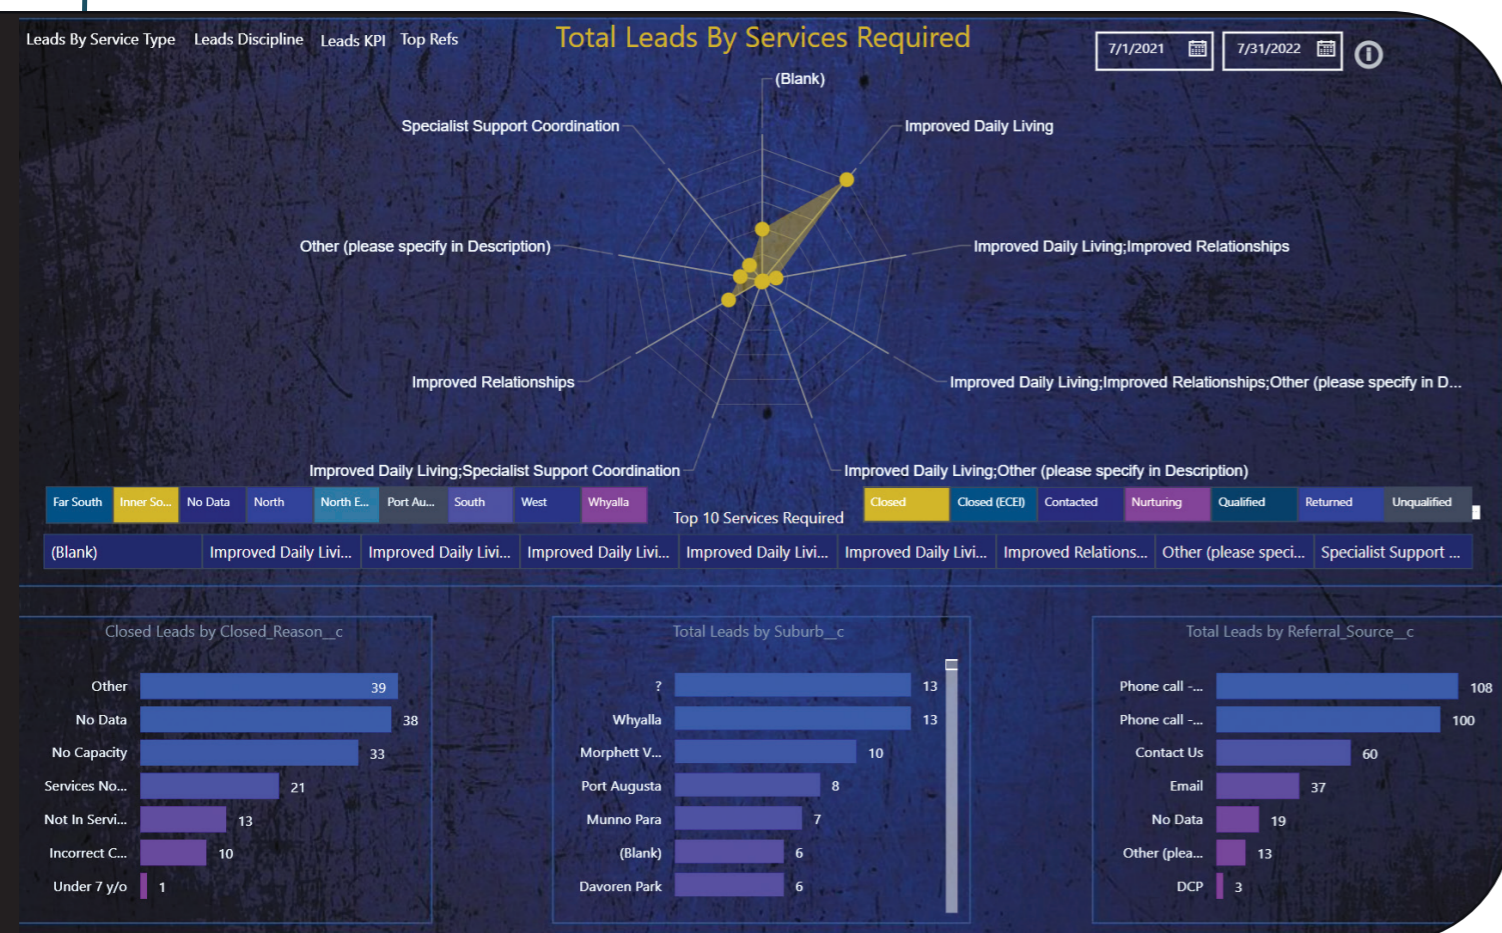 Leads By Service Type Leads Discipline Leads KPI Top Refs
Total Leads By Services Required
7/1/2021 7/31/2022
(Blank)
Specialist Support Coordination
Improved Daily Living
Other (please specify in Description)
Improved Daily Living;Improved Relationships
Improved Relationships
Improved Daily Living;Improved Relationships;Other (please specify in D...
Improved Daily Living;Specialist Support Coordination
Improved Daily Living;Other (please specify in Description)
Far South Inner So... No Data North North E... Port Au... South West Whyalla
Closed Closed (ECEI) Contacted Nurturing Qualified Returned Unqualified
Top 10 Services Required
(Blank) Improved Daily Livi... Improved Daily Livi... Improved Daily Livi... Improved Daily Livi... Improved Daily Livi... Improved Relations... Other (please speci... Specialist Support ...
Closed Leads by Closed_Reason__c
Other 39
No Data 38
No Capacity 33
Services No... 21
Not In Servi... 13
Incorrect C... 10
Under 7 y/o 1
Total Leads by Suburb__c
? 13
Whyalla 13
Morphett V... 10
Port Augusta 8
Munno Para 7
(Blank) 6
Davoren Park 6
Total Leads by Referral_Source__c
Phone call -... 108
Phone call -... 100
Contact Us 60
Email 37
No Data 19
Other (plea... 13
DCP 3